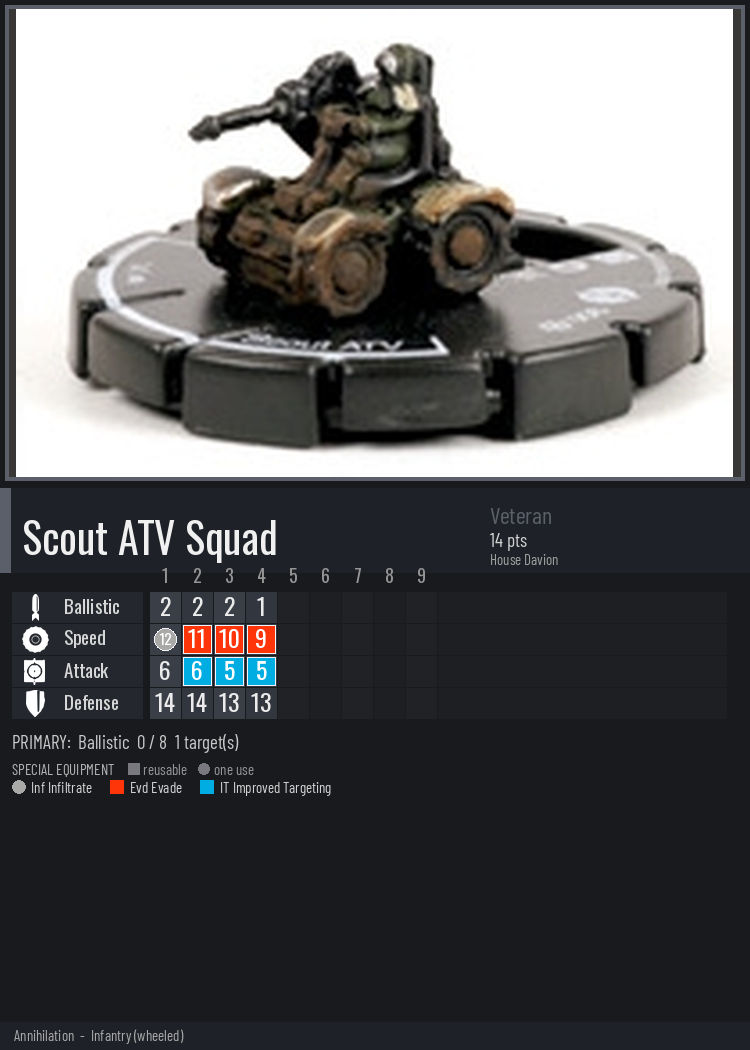 Scout ATV
Scout ATV Squad
Veteran
14 pts
House Davion
1 2 3 4 5 6 7 8 9
Ballistic 2 2 2 1
Speed 12 11 10 9
Attack 6 6 5 5
Defense 14 14 13 13
PRIMARY: Ballistic 0 / 8 1 target(s)
SPECIAL EQUIPMENT reusable one use
Inf Infiltrate Evd Evade IT Improved Targeting
Annihilation - Infantry (wheeled)